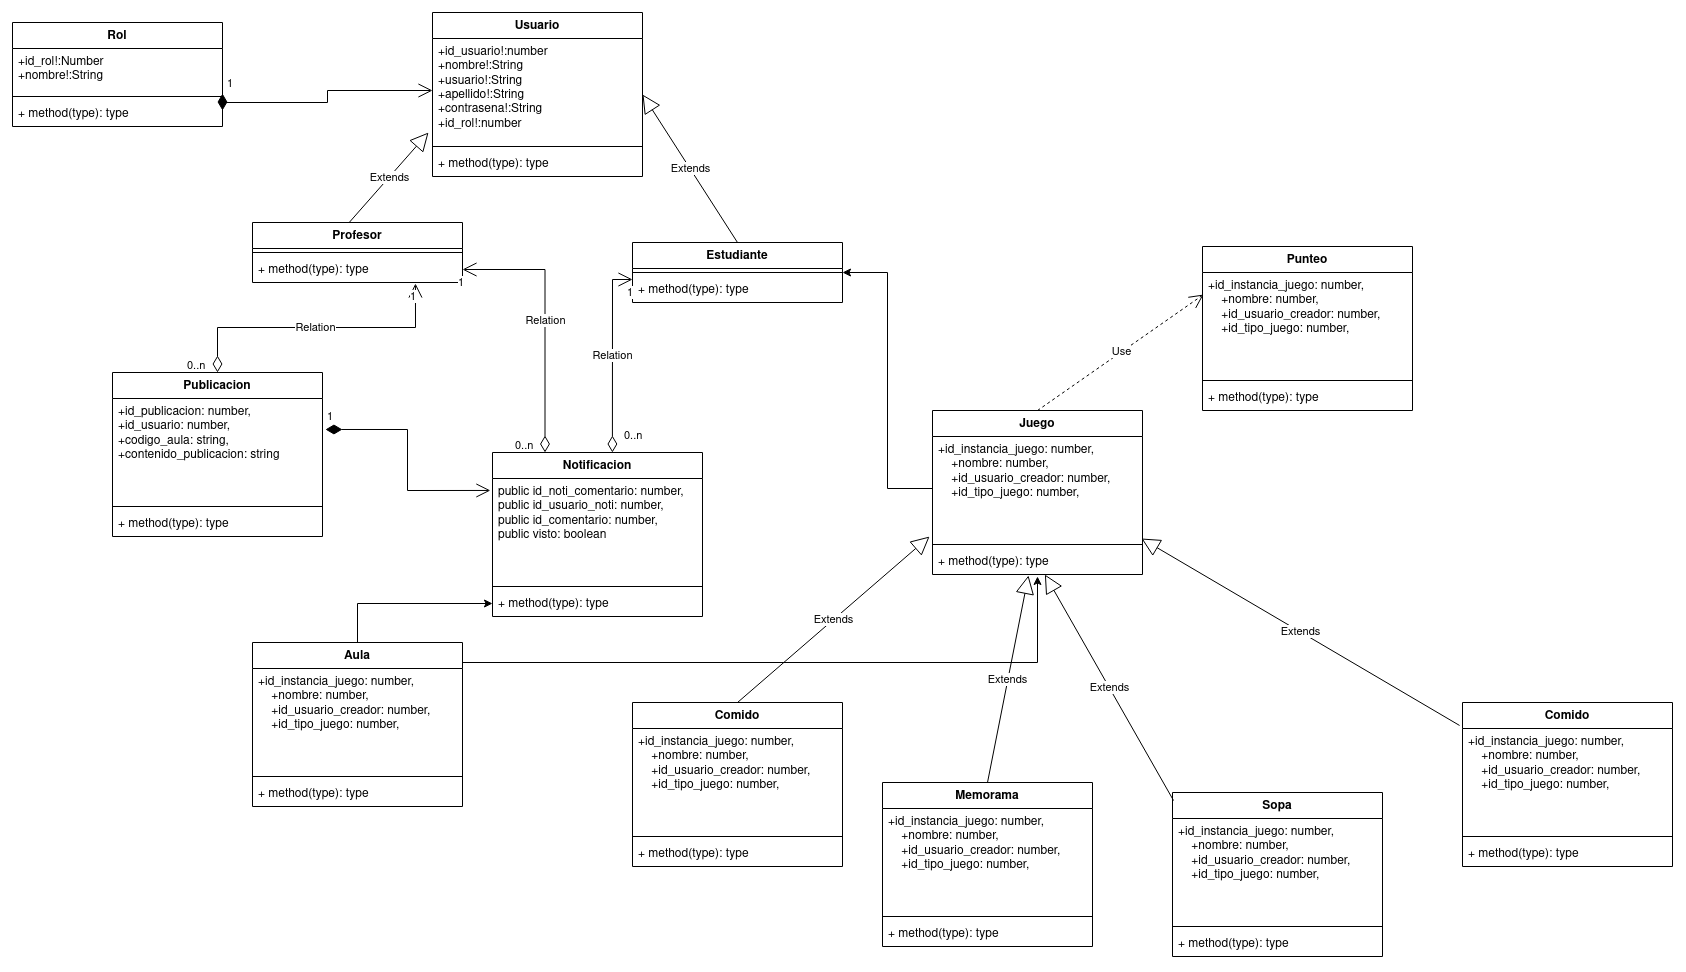 Rol
+id_rol!:Number
+nombre!:String
+ method(type): type
1
Usuario
+id_usuario!:number
+nombre!:String
+usuario!:String
+apellido!:String
+contrasena!:String
+id_rol!:number
+ method(type): type
Extends
Extends
Profesor
+ method(type): type
1
1
Estudiante
+ method(type): type
1
Punteo
+id_instancia_juego: number,
+nombre: number,
+id_usuario_creador: number,
+id_tipo_juego: number,
+ method(type): type
Relation
Relation
Relation
Use
0..n
Publicacion
+id_publicacion: number,
+id_usuario: number,
+codigo_aula: string,
+contenido_publicacion: string
+ method(type): type
1
0..n
0..n
Notificacion
public id_noti_comentario: number,
public id_usuario_noti: number,
public id_comentario: number,
public visto: boolean
+ method(type): type
Juego
+id_instancia_juego: number,
+nombre: number,
+id_usuario_creador: number,
+id_tipo_juego: number,
+ method(type): type
Extends
Extends
Extends
Extends
Aula
+id_instancia_juego: number,
+nombre: number,
+id_usuario_creador: number,
+id_tipo_juego: number,
+ method(type): type
Comido
+id_instancia_juego: number,
+nombre: number,
+id_usuario_creador: number,
+id_tipo_juego: number,
+ method(type): type
Memorama
+id_instancia_juego: number,
+nombre: number,
+id_usuario_creador: number,
+id_tipo_juego: number,
+ method(type): type
Sopa
+id_instancia_juego: number,
+nombre: number,
+id_usuario_creador: number,
+id_tipo_juego: number,
+ method(type): type
Comido
+id_instancia_juego: number,
+nombre: number,
+id_usuario_creador: number,
+id_tipo_juego: number,
+ method(type): type